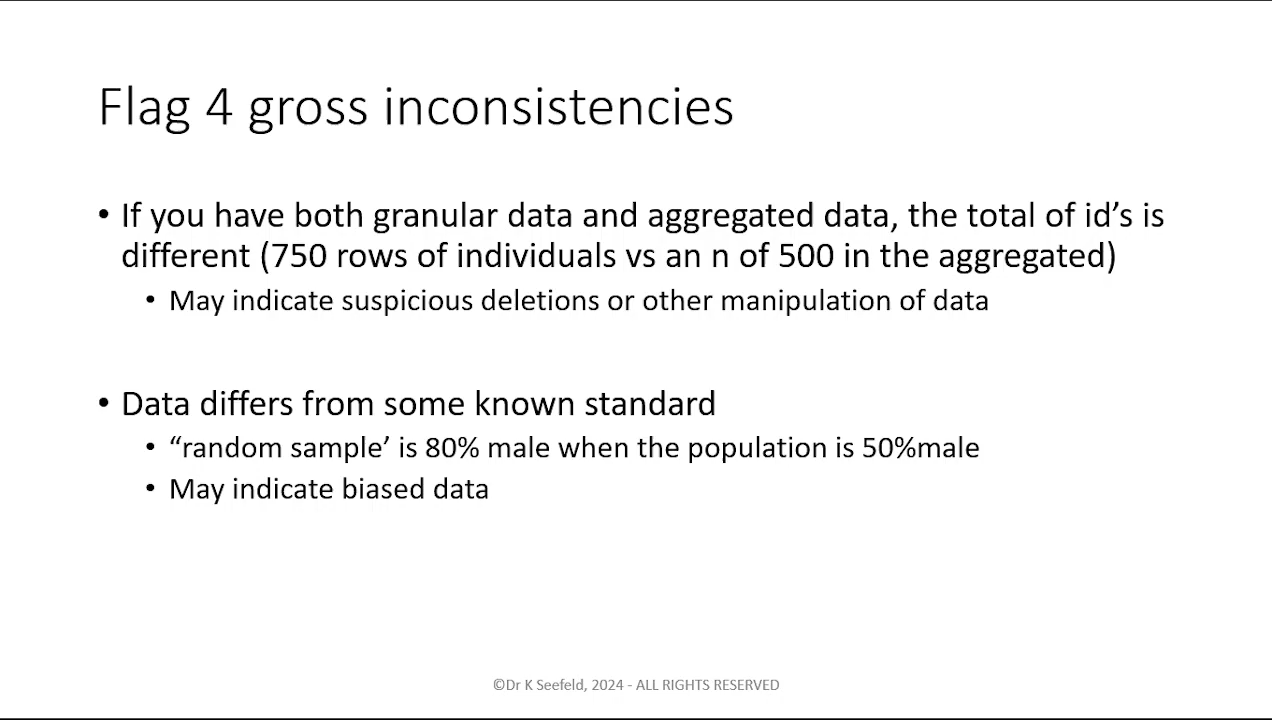 Flag 4 gross inconsistencies
• If you have both granular data and aggregated data, the total of id’s is
different (750 rows of individuals vs an n of 500 in the aggregated)
• May indicate suspicious deletions or other manipulation of data
• Data differs from some known standard
• “random sample’ is 80% male when the population is 50%male
• May indicate biased data
©Dr K Seefeld, 2024 - ALL RIGHTS RESERVED